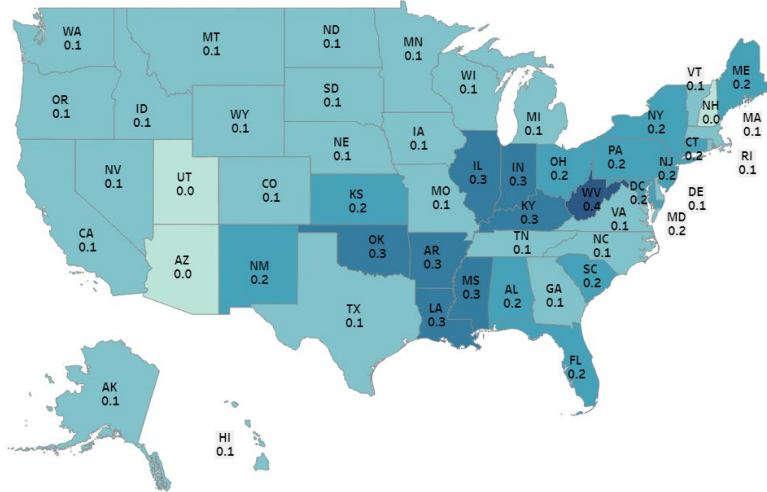 WA
0.1
MT
0.1
ND
0.1
MN
0.1
OR
0.1
ID
0.1
WY
0.1
SD
0.1
WI
0.1
MI
0.1
VT
0.1
NH
0.0
ME
0.2
MA
0.1
NY
0.2
CT
0.2
RI
0.1
NV
0.1
UT
0.0
CO
0.1
NE
0.1
IA
0.1
IL
0.3
IN
0.3
OH
0.2
PA
0.2
NJ
0.2
CA
0.1
AZ
0.0
NM
0.2
KS
0.2
MO
0.1
KY
0.3
WV
0.4
DC
0.2
VA
0.1
DE
0.1
MD
0.2
OK
0.3
AR
0.3
TN
0.1
NC
0.1
SC
0.2
TX
0.1
LA
0.3
MS
0.3
AL
0.2
GA
0.1
FL
0.2
AK
0.1
HI
0.1